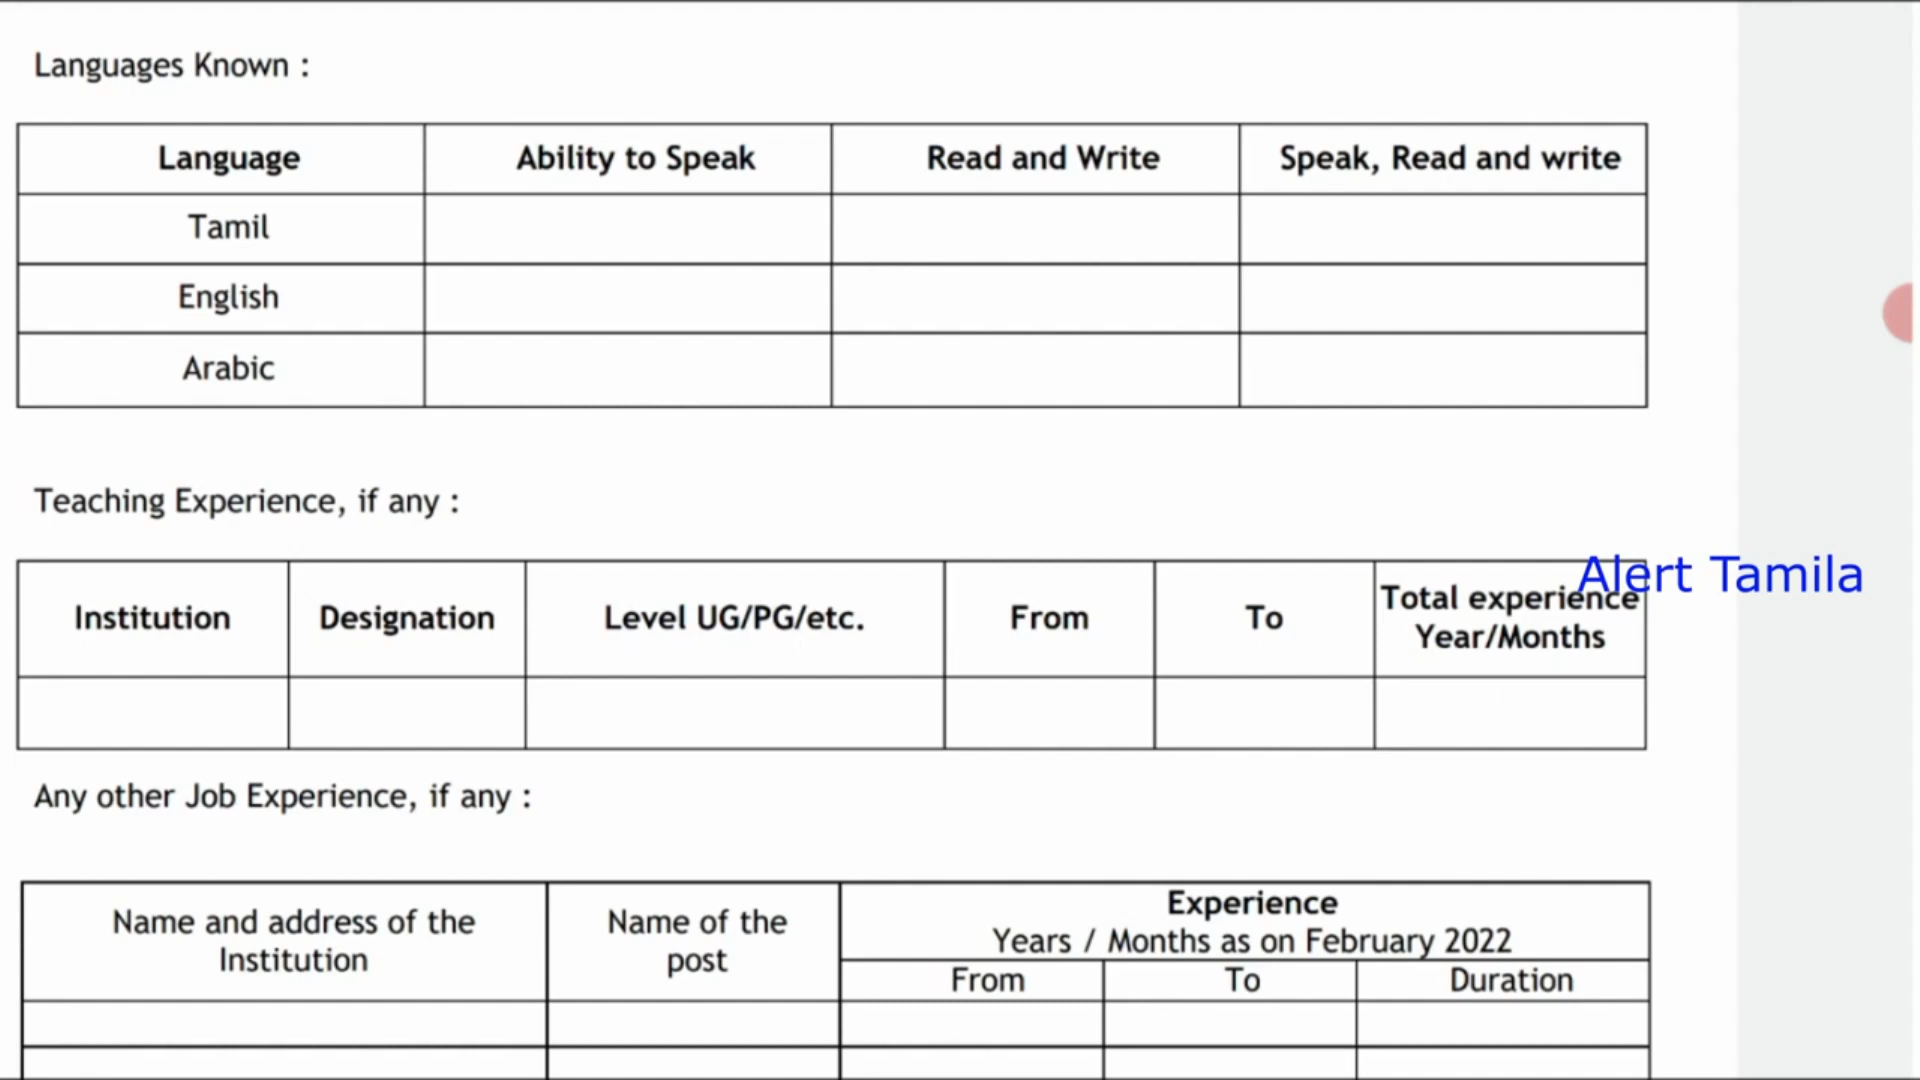 Languages Known :
Language Ability to Speak Read and Write Speak, Read and write
Tamil
English
Arabic
Teaching Experience, if any :
Alert Tamila
Institution Designation Level UG/PG/etc. From To Total experience Year/Months
Any other Job Experience, if any :
Name and address of the Institution Name of the post Experience
Years / Months as on February 2022
From To Duration